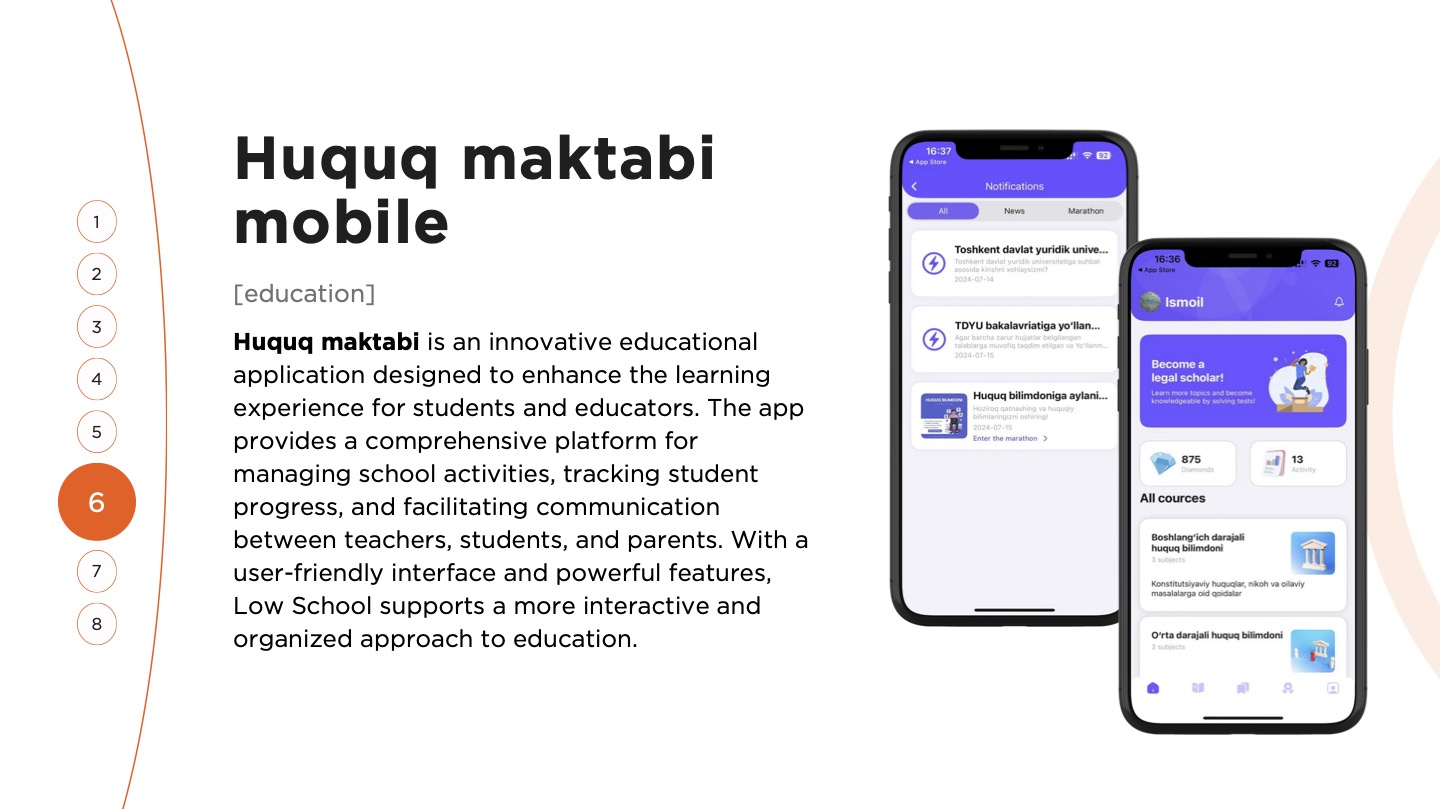 Huquq maktabi
mobile
[education]
Huquq maktabi is an innovative educational
application designed to enhance the learning
experience for students and educators. The app
provides a comprehensive platform for
managing school activities, tracking student
progress, and facilitating communication
between teachers, students, and parents. With a
user-friendly interface and powerful features,
Low School supports a more interactive and
organized approach to education.
1
2
3
4
5
6
7
8
16:37
92
App Store
Notifications
All
News
Marathon
Toshkent davlat yuridik unive...
Toshkent davlat yuridik universitetiga suhbat
asosida kirishni xohlaysizmi?
2024-07-14
TDYU bakalavriatiga yo‘llan...
Agar barcha zarur hujjatlar belgilangan
talablarga muvofiq taqdim etilgan va Yo‘llanm...
2024-07-15
HUQUQ BILIMDONI
Huquq bilimdoniga aylani...
Hoziroq qatnashing va huquqiy
bilimlaringizni oshiring!
2024-07-15
Enter the marathon
16:36
92
App Store
Ismoil
Become a
legal scholar!
Learn more topics and become
knowledgeable by solving tests!
875
Diamonds
13
Activity
All cources
Boshlang‘ich darajali
huquq bilimdoni
3 subjects
Konstitutsiyaviy huquqlar, nikoh va oilaviy
masalalarga oid qoidalar
O‘rta darajali huquq bilimdoni
3 subjects